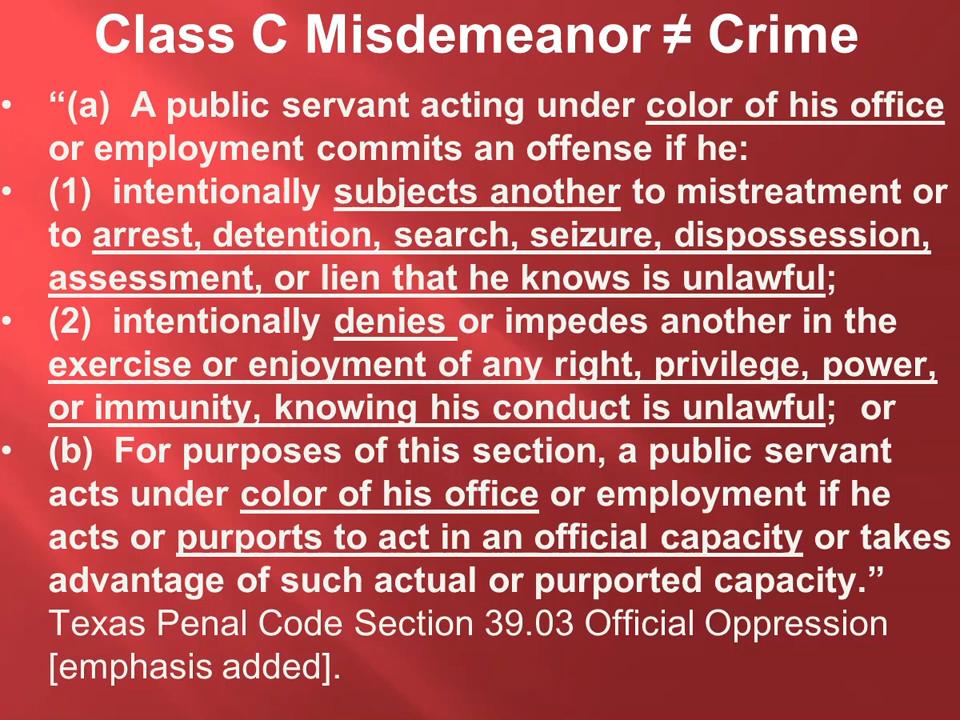 Class C Misdemeanor ≠ Crime
• “(a)  A public servant acting under color of his office
or employment commits an offense if he:
• (1)  intentionally subjects another to mistreatment or
to arrest, detention, search, seizure, dispossession,
assessment, or lien that he knows is unlawful;
• (2)  intentionally denies or impedes another in the
exercise or enjoyment of any right, privilege, power,
or immunity, knowing his conduct is unlawful;  or
• (b)  For purposes of this section, a public servant
acts under color of his office or employment if he
acts or purports to act in an official capacity or takes
advantage of such actual or purported capacity.”
Texas Penal Code Section 39.03 Official Oppression
[emphasis added].